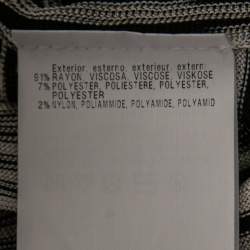 Exterior, esterno, exterieur, extern:
91% RAYON, VISCOSA, VISCOSE, VISKOSE
7% POLYESTER, POLIESTERE, POLYESTER,
POLYESTER
2% NYLON, POLIAMMIDE, POLYAMIDE, POLYAMID